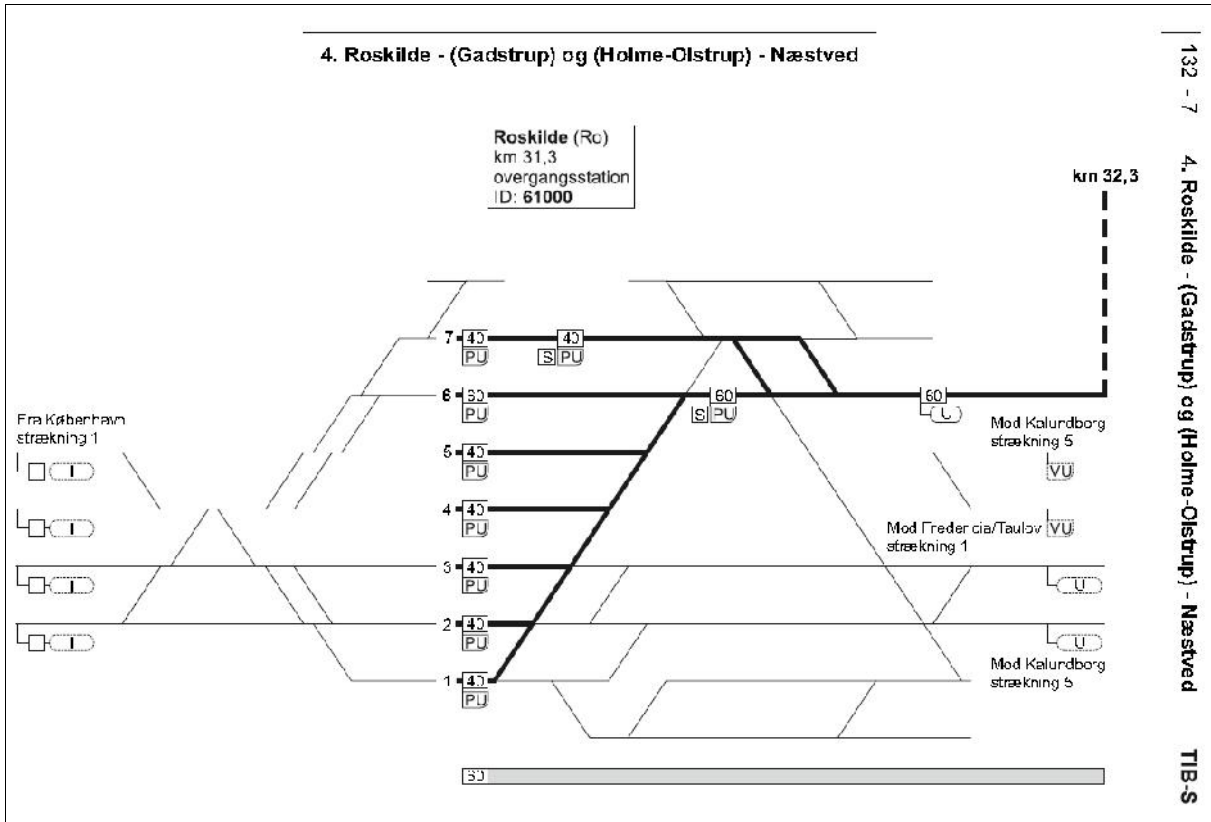 4. Roskilde - (Gadstrup) og (Holme-Olstrup) - Næstved
132 - 7 4. Roskilde - (Gadstrup) og (Holme-Olstrup) - Næstved TIB-S
Roskilde (Ro)
km 31,3
overgangsstation
ID: 61000
km 32,3
7 40 40
PU S PU
6 60 60 60
PU S PU U
Fra København
strækning 1
Mod Kalundborg
strækning 5
5 40
I PU VU
4 40
I PU
Mod Fredericia/Taulov VU
strækning 1
3 40
I PU U
2 40
I PU U
Mod Kalundborg
strækning 5
1 40
PU
60